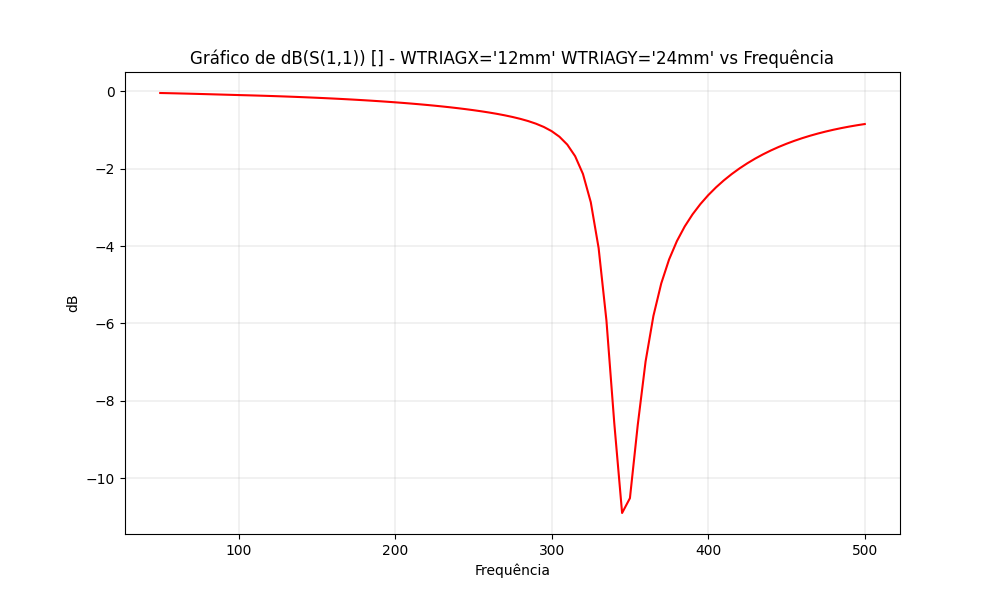 Gráfico de dB(S(1,1)) [] - WTRIAGX='12mm' WTRIAGY='24mm' vs Frequência
0
−2
−4
−6
−8
−10
dB
100 200 300 400 500
Frequência